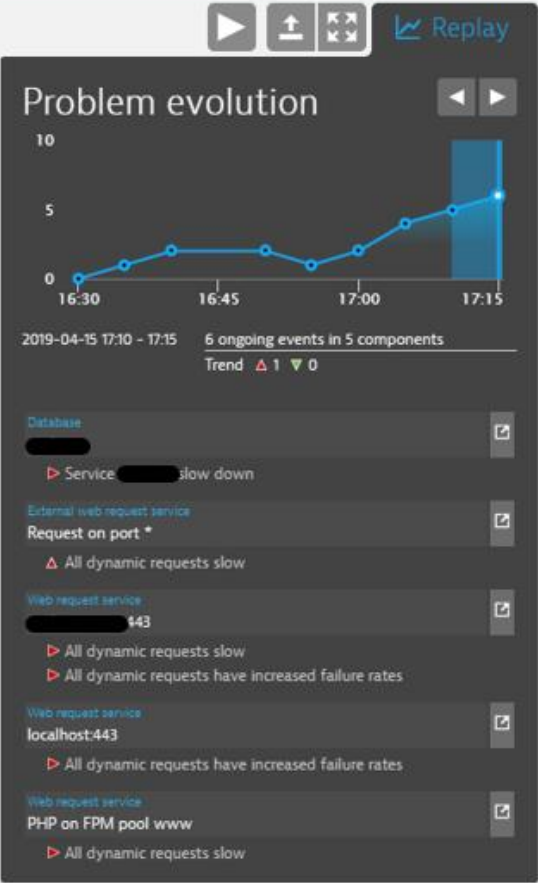 Replay
Problem evolution
10
5
0
16:30 16:45 17:00 17:15
2019-04-15 17:10 - 17:15 6 ongoing events in 5 components
Trend 1 0
Database
Service slow down
External web request service
Request on port *
All dynamic requests slow
Web request service
443
All dynamic requests slow
All dynamic requests have increased failure rates
Web request service
localhost:443
All dynamic requests have increased failure rates
Web request service
PHP on FPM pool www
All dynamic requests slow